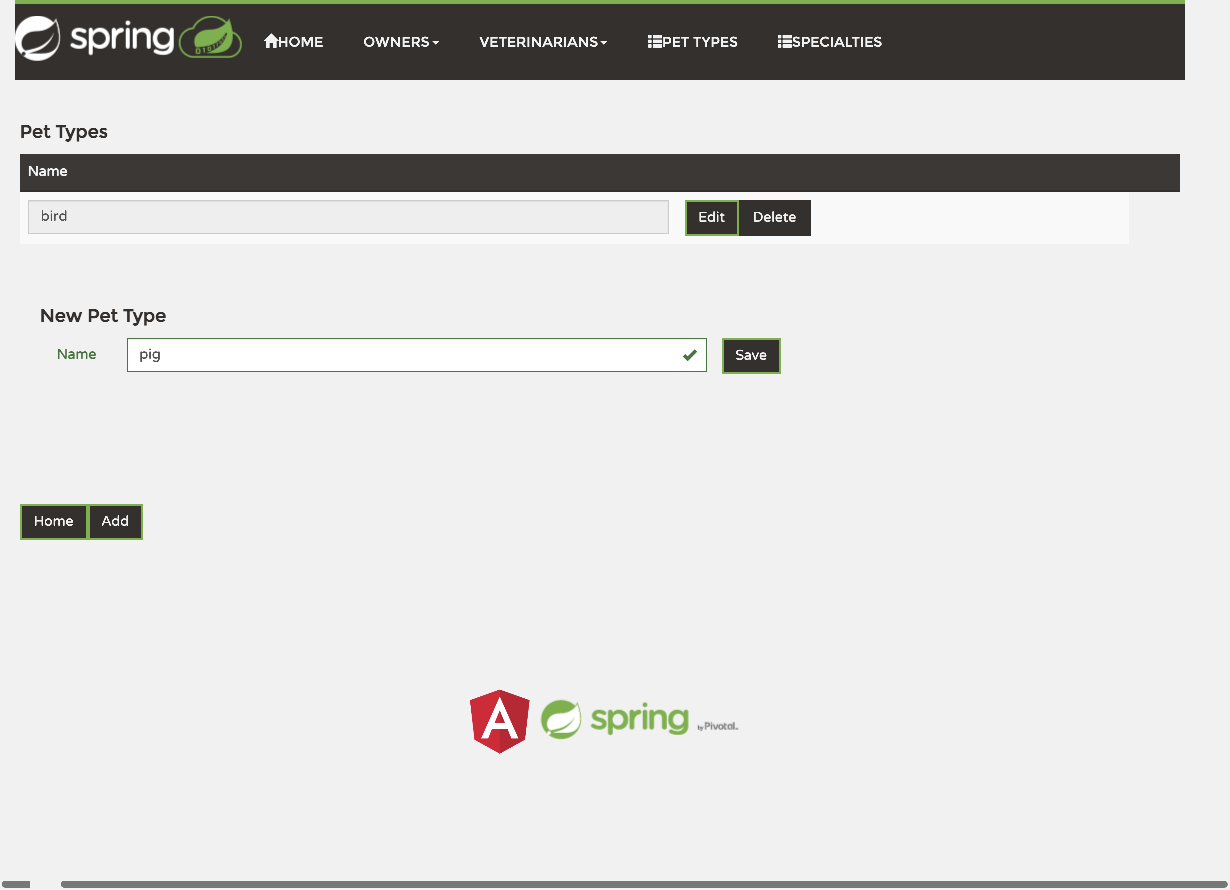 spring HOME OWNERS VETERINARIANS PET TYPES SPECIALTIES
Pet Types
Name
bird Edit Delete
New Pet Type
Name pig Save
Home Add
spring by Pivotal.